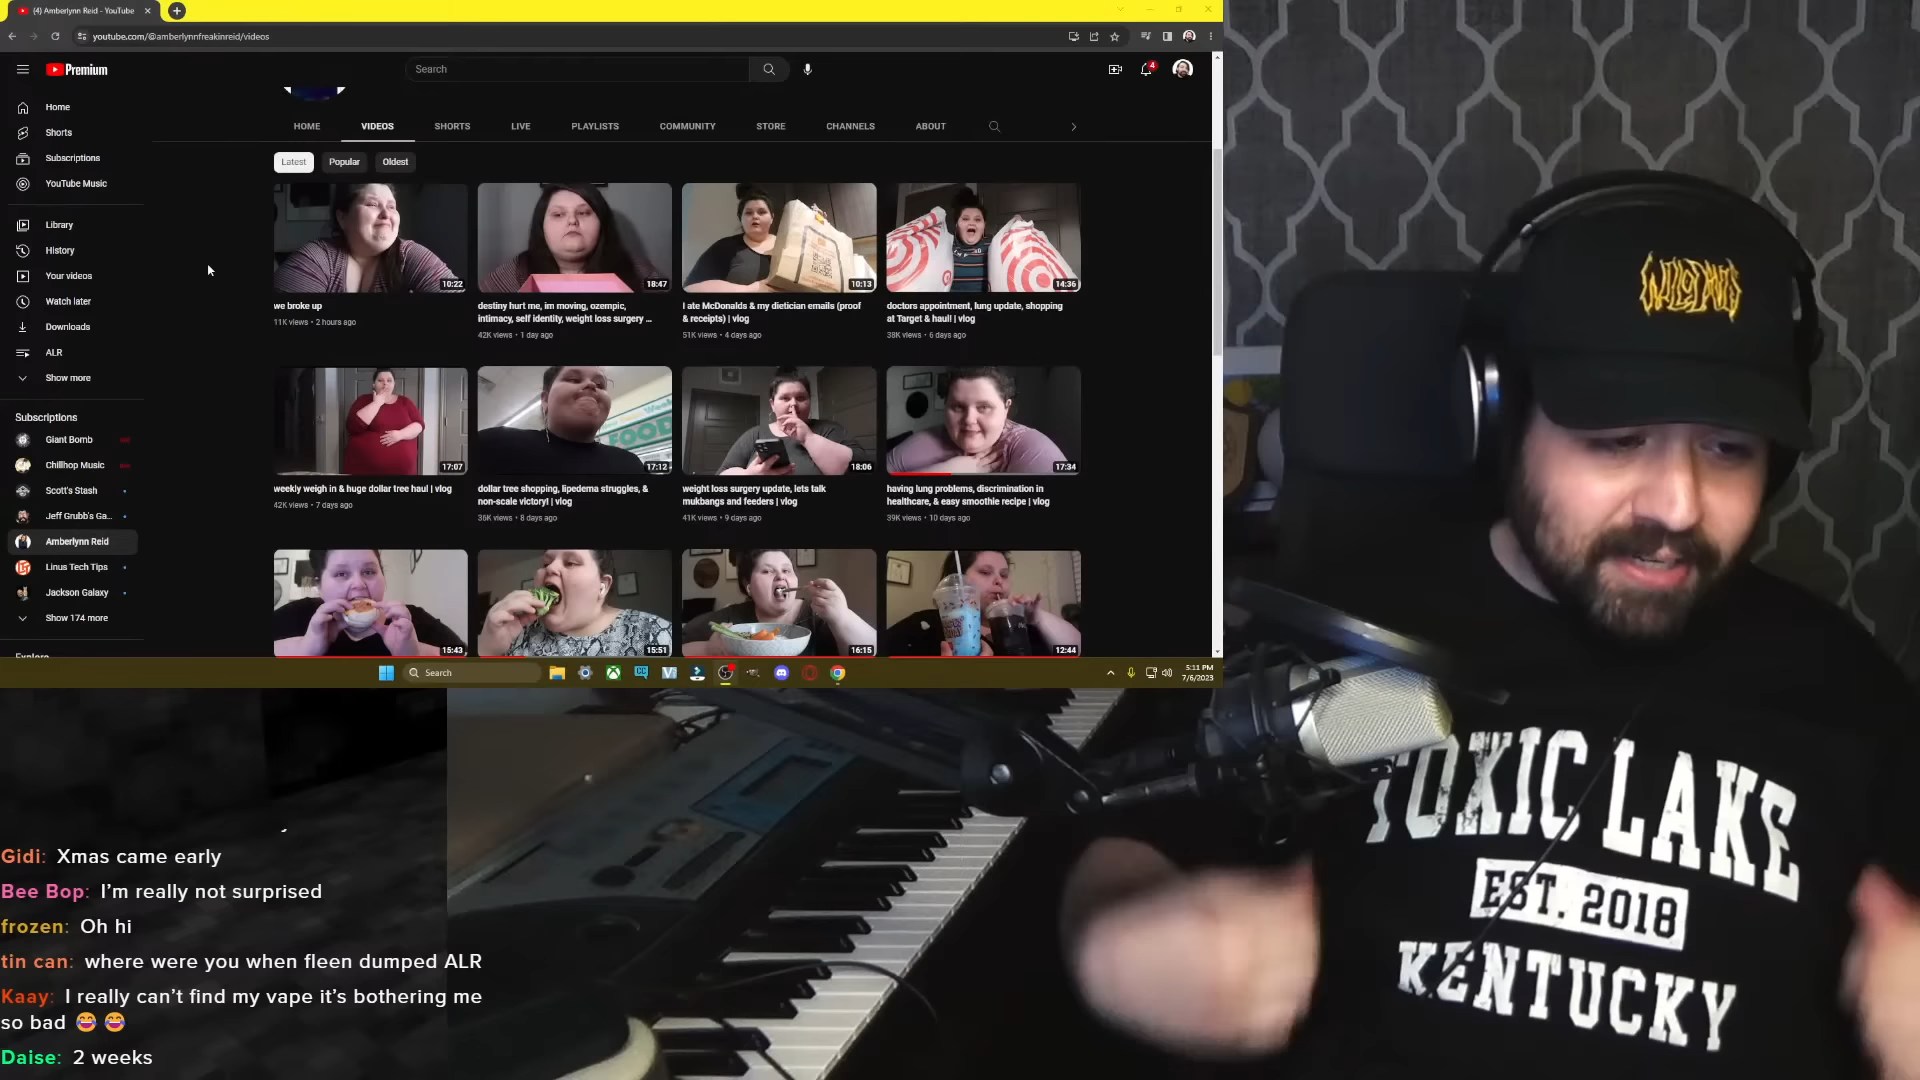 (4) Amberlynn Reid - YouTube
youtube.com/@amberlynnfreakinreid/videos
Premium
Search
4
Home
Shorts
Subscriptions
YouTube Music
Library
History
Your videos
Watch later
Downloads
ALR
Show more
Subscriptions
Giant Bomb
Chillhop Music
Scott's Stash
Jeff Grubb's Ga...
Amberlynn Reid
Linus Tech Tips
Jackson Galaxy
Show 174 more
Explore
HOME VIDEOS SHORTS LIVE PLAYLISTS COMMUNITY STORE CHANNELS ABOUT
Latest Popular Oldest
10:22
we broke up
11K views • 2 hours ago
18:47
destiny hurt me, im moving, ozempic,
intimacy, self identity, weight loss surgery ...
42K views • 1 day ago
10:13
I ate McDonalds & my dietician emails (proof
& receipts) | vlog
51K views • 4 days ago
14:36
doctors appointment, lung update, shopping
at Target & haul! | vlog
38K views • 6 days ago
17:07
weekly weigh in & huge dollar tree haul | vlog
42K views • 7 days ago
FOOD
17:12
dollar tree shopping, lipedema struggles, &
non-scale victory! | vlog
36K views • 8 days ago
18:06
weight loss surgery update, lets talk
mukbangs and feeders | vlog
41K views • 9 days ago
17:34
having lung problems, discrimination in
healthcare, & easy smoothie recipe | vlog
39K views • 10 days ago
15:43
15:51
16:15
12:44
Search
5:11 PM
7/6/2023
Gidi: Xmas came early
Bee Bop: I'm really not surprised
frozen: Oh hi
tin can: where were you when fleen dumped ALR
Kaay: I really can't find my vape it's bothering me
so bad 😂 😂
Daise: 2 weeks
TOXIC LAKE
EST. 2018
KENTUCKY